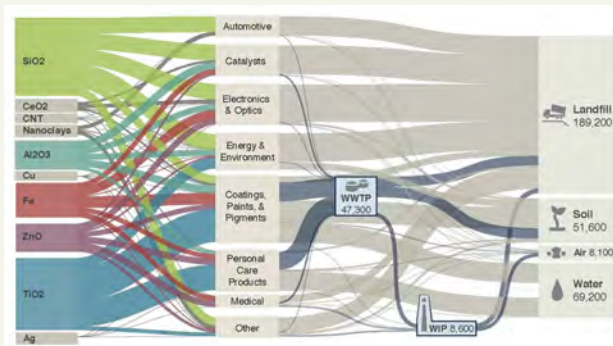 SiO2
CeO2
CNT
Nanoclays
Al2O3
Cu
Fe
ZnO
TiO2
Ag
Automotive
Catalysts
Electronics
& Optics
Energy &
Environment
Coatings,
Paints, &
Pigments
Personal
Care
Products
Medical
Other
WWTP
47,300
WIP 8,600
Landfill
189,200
Soil
51,600
Air 8,100
Water
69,200